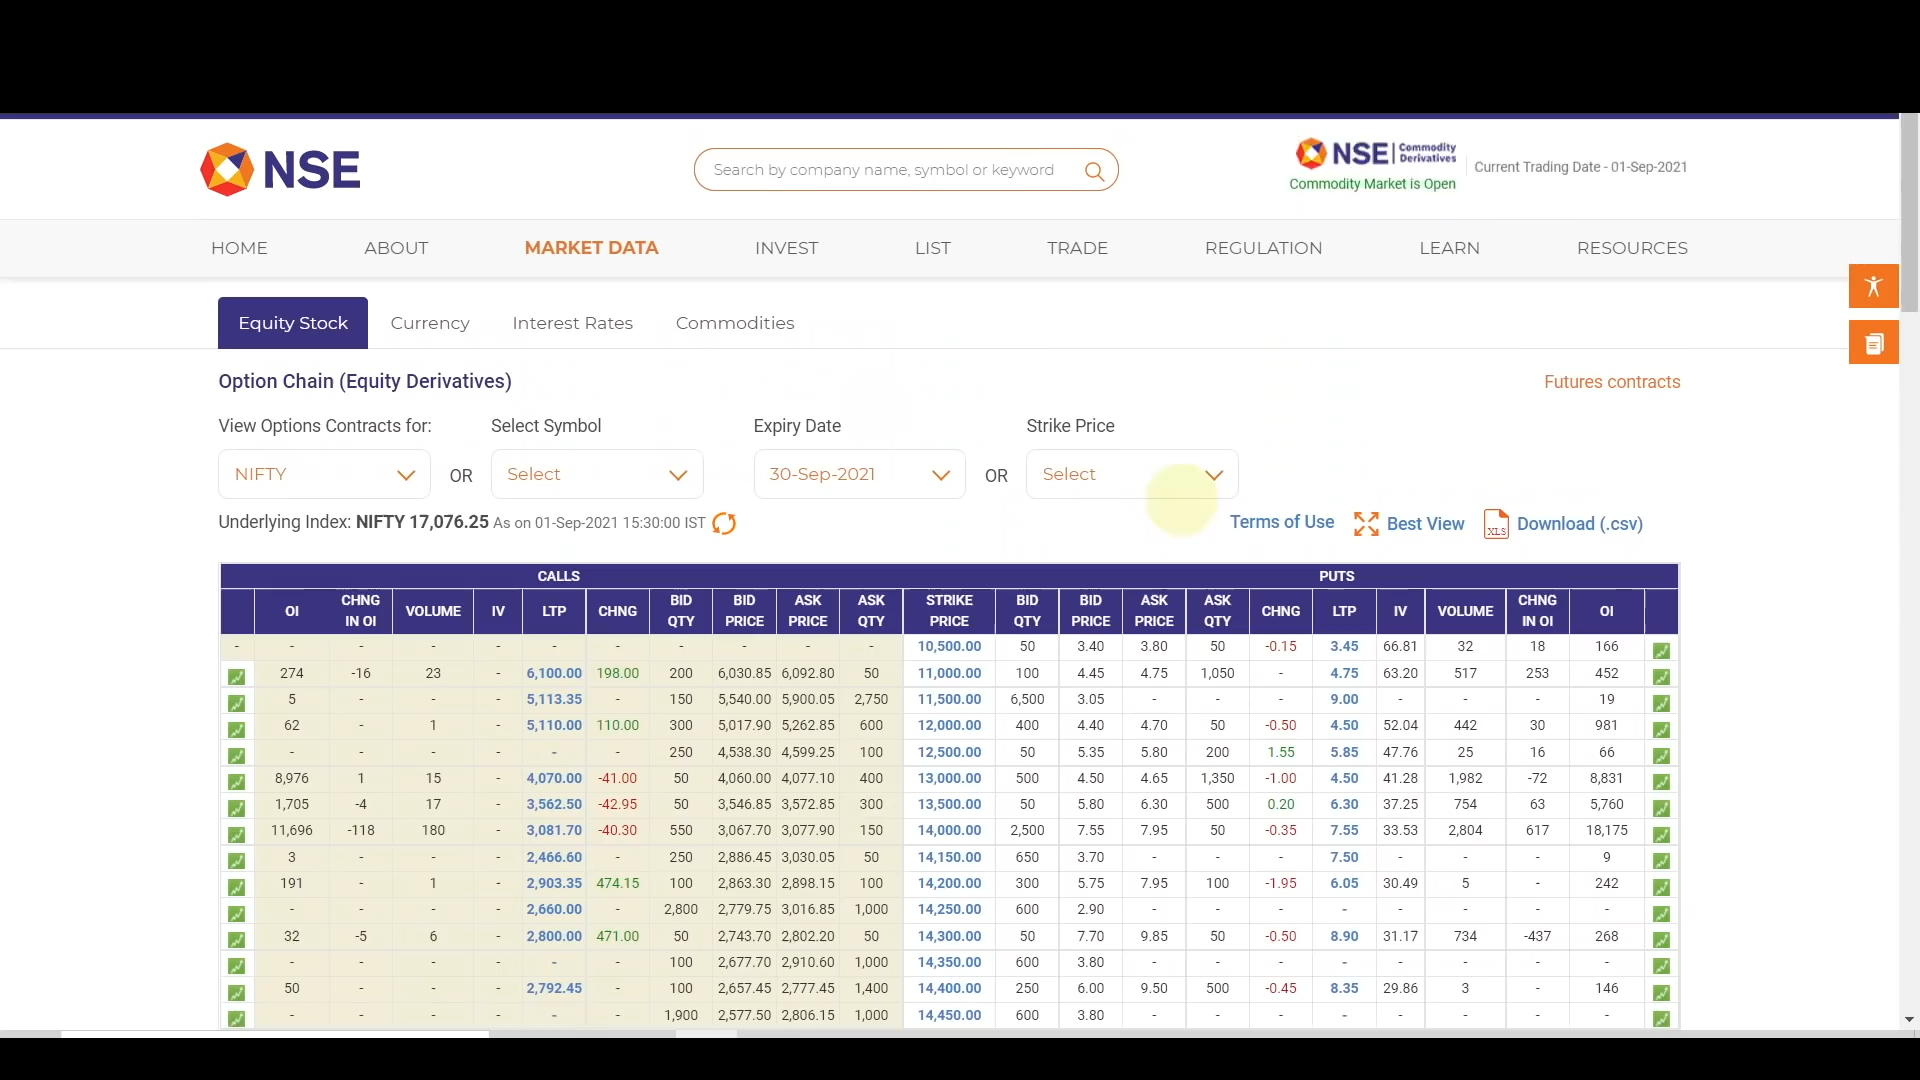 NSE
Search by company name, symbol or keyword
NSE | Commodity Derivatives
Commodity Market is Open
Current Trading Date - 01-Sep-2021
HOME ABOUT MARKET DATA INVEST LIST TRADE REGULATION LEARN RESOURCES
Equity Stock Currency Interest Rates Commodities
Option Chain (Equity Derivatives) Futures contracts
View Options Contracts for: Select Symbol Expiry Date Strike Price
NIFTY OR Select 30-Sep-2021 OR Select
Underlying Index: NIFTY 17,076.25 As on 01-Sep-2021 15:30:00 IST Terms of Use Best View XLS Download (.csv)
CALLS PUTS
OI CHNG IN OI VOLUME IV LTP CHNG BID QTY BID PRICE ASK PRICE ASK QTY STRIKE PRICE BID QTY BID PRICE ASK PRICE ASK QTY CHNG LTP IV VOLUME CHNG IN OI OI
- - - - - - - - - - - 10,500.00 50 3.40 3.80 50 -0.15 3.45 66.81 32 18 166
274 -16 23 - 6,100.00 198.00 200 6,030.85 6,092.80 50 11,000.00 100 4.45 4.75 1,050 - 4.75 63.20 517 253 452
5 - - - 5,113.35 - 150 5,540.00 5,900.05 2,750 11,500.00 6,500 3.05 - - - 9.00 - - - 19
62 - 1 - 5,110.00 110.00 300 5,017.90 5,262.85 600 12,000.00 400 4.40 4.70 50 -0.50 4.50 52.04 442 30 981
- - - - - - 250 4,538.30 4,599.25 100 12,500.00 50 5.35 5.80 200 1.55 5.85 47.76 25 16 66
8,976 1 15 - 4,070.00 -41.00 50 4,060.00 4,077.10 400 13,000.00 500 4.50 4.65 1,350 -1.00 4.50 41.28 1,982 -72 8,831
1,705 -4 17 - 3,562.50 -42.95 50 3,546.85 3,572.85 300 13,500.00 50 5.80 6.30 500 0.20 6.30 37.25 754 63 5,760
11,696 -118 180 - 3,081.70 -40.30 550 3,067.70 3,077.90 150 14,000.00 2,500 7.55 7.95 50 -0.35 7.55 33.53 2,804 617 18,175
3 - - - 2,466.60 - 250 2,886.45 3,030.05 50 14,150.00 650 3.70 - - - 7.50 - - - 9
191 - 1 - 2,903.35 474.15 100 2,863.30 2,898.15 100 14,200.00 300 5.75 7.95 100 -1.95 6.05 30.49 5 - 242
- - - - 2,660.00 - 2,800 2,779.75 3,016.85 1,000 14,250.00 600 2.90 - - - - - - - -
32 -5 6 - 2,800.00 471.00 50 2,743.70 2,802.20 50 14,300.00 50 7.70 9.85 50 -0.50 8.90 31.17 734 -437 268
- - - - - - 100 2,677.70 2,910.60 1,000 14,350.00 600 3.80 - - - - - - - -
50 - - - 2,792.45 - 100 2,657.45 2,777.45 1,400 14,400.00 250 6.00 9.50 500 -0.45 8.35 29.86 3 - 146
- - - - - - 1,900 2,577.50 2,806.15 1,000 14,450.00 600 3.80 - - - - - - - -